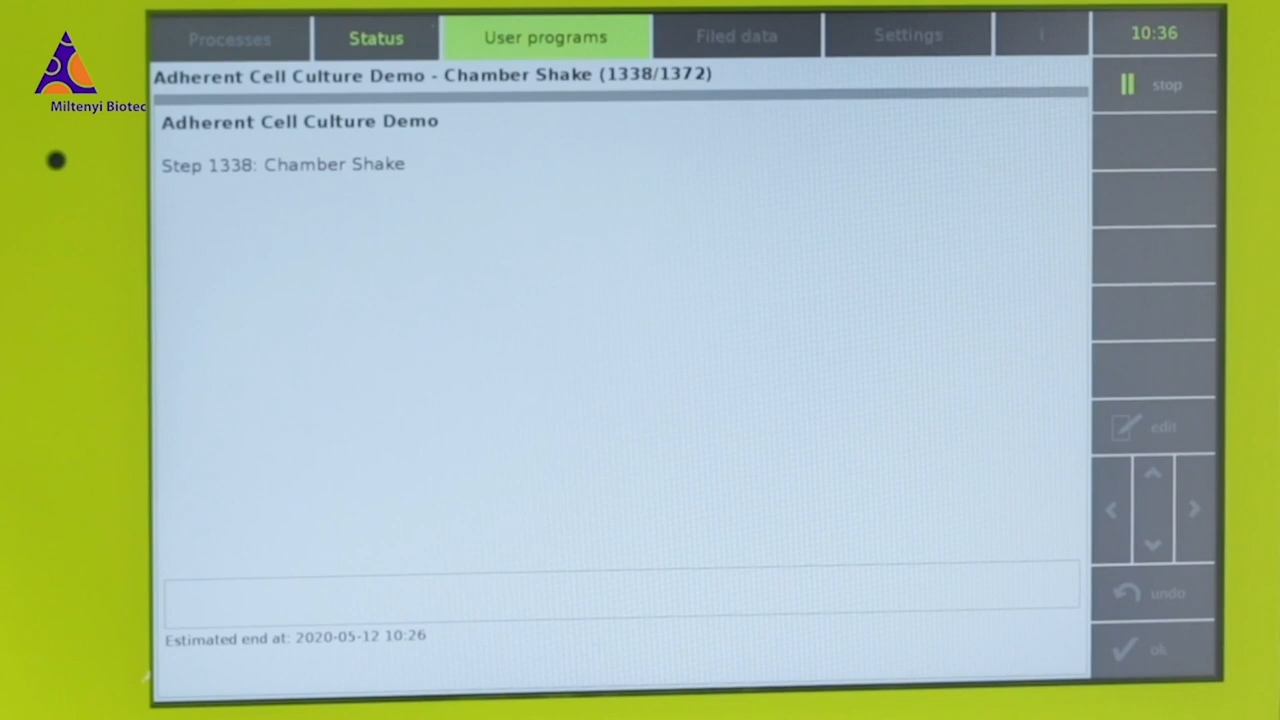 Miltenyi Biotec
Processes
Status
User programs
Filed data
Settings
i
10:36
Adherent Cell Culture Demo - Chamber Shake (1338/1372)
stop
Adherent Cell Culture Demo
Step 1338: Chamber Shake
edit
undo
Estimated end at: 2020-05-12 10:26
ok